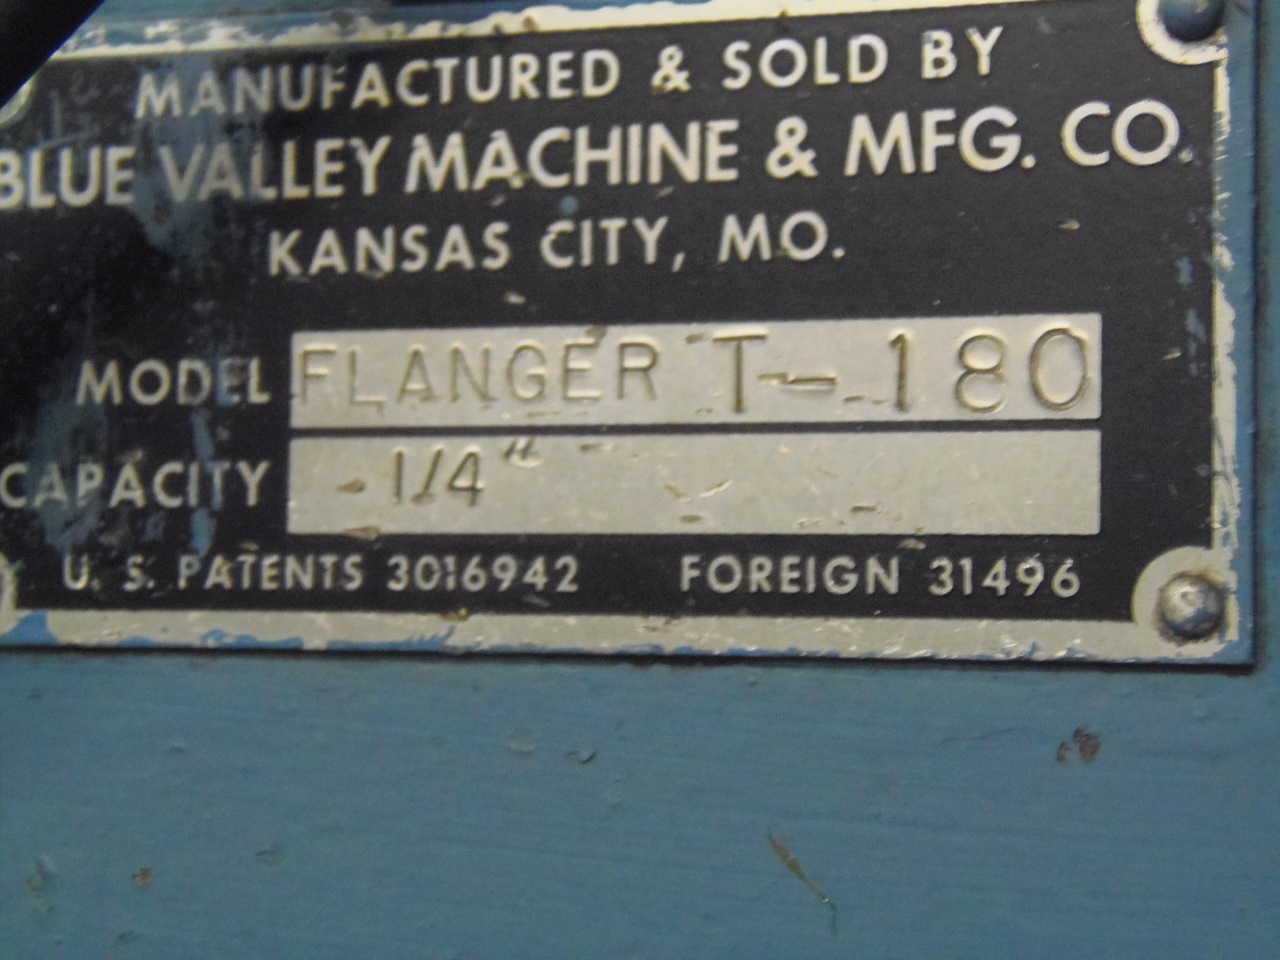 MANUFACTURED & SOLD BY
BLUE VALLEY MACHINE & MFG. CO.
KANSAS CITY, MO.
MODEL FLANGER T-180
CAPACITY 1/4"
U. S. PATENTS 3016942 FOREIGN 31496